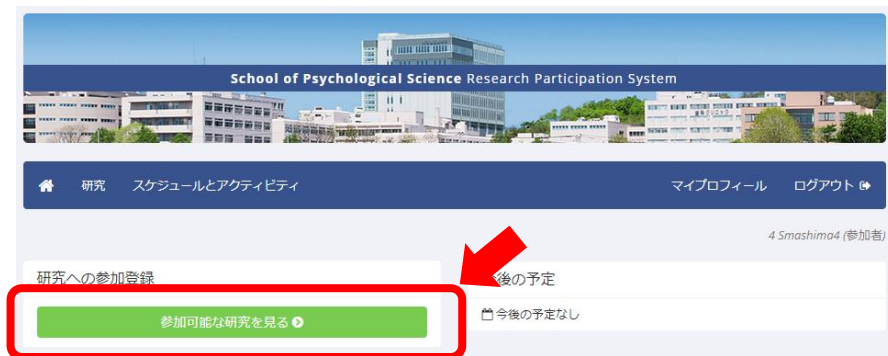 School of Psychological Science Research Participation System
研究 スケジュールとアクティビティ マイプロフィール ログアウト
4 Smashima4 (参加者)
研究への参加登録
後の予定
参加可能な研究を見る
今後の予定なし